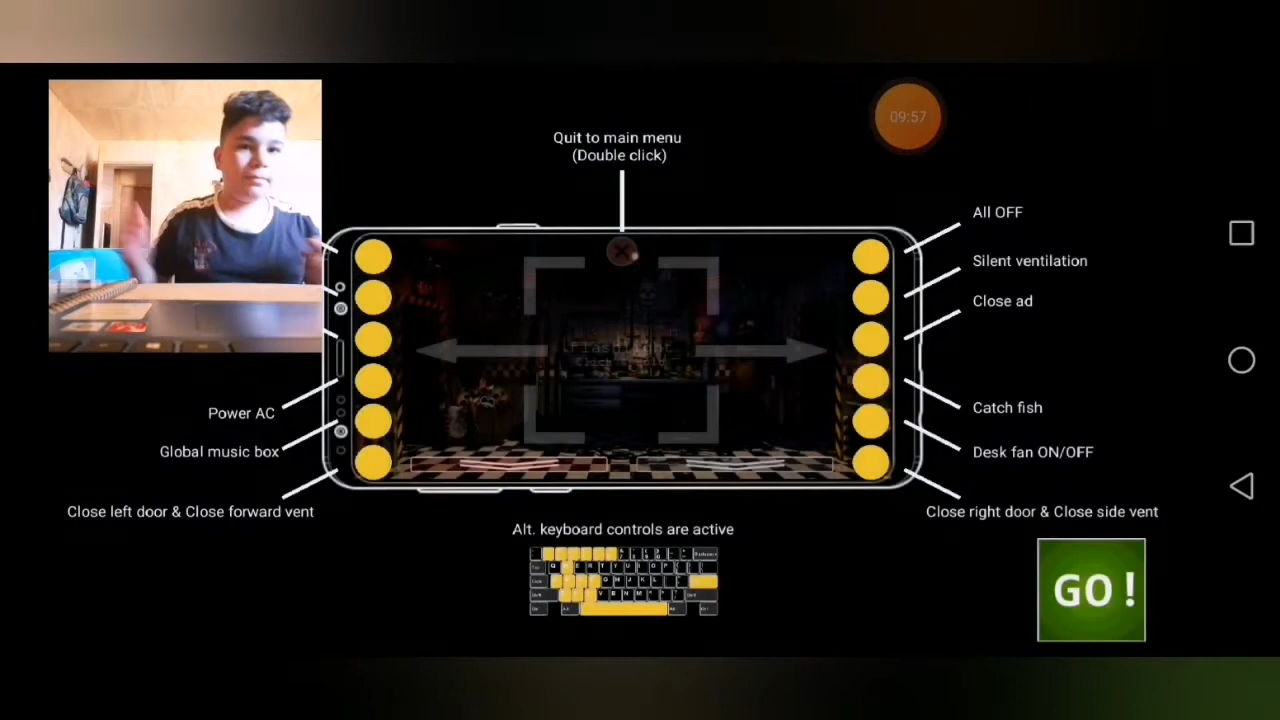 09:57
Quit to main menu
(Double click)
All OFF
Silent ventilation
Close ad
Power AC
Catch fish
Global music box
Desk fan ON/OFF
Close left door & Close forward vent
Close right door & Close side vent
Alt. keyboard controls are active
GO!